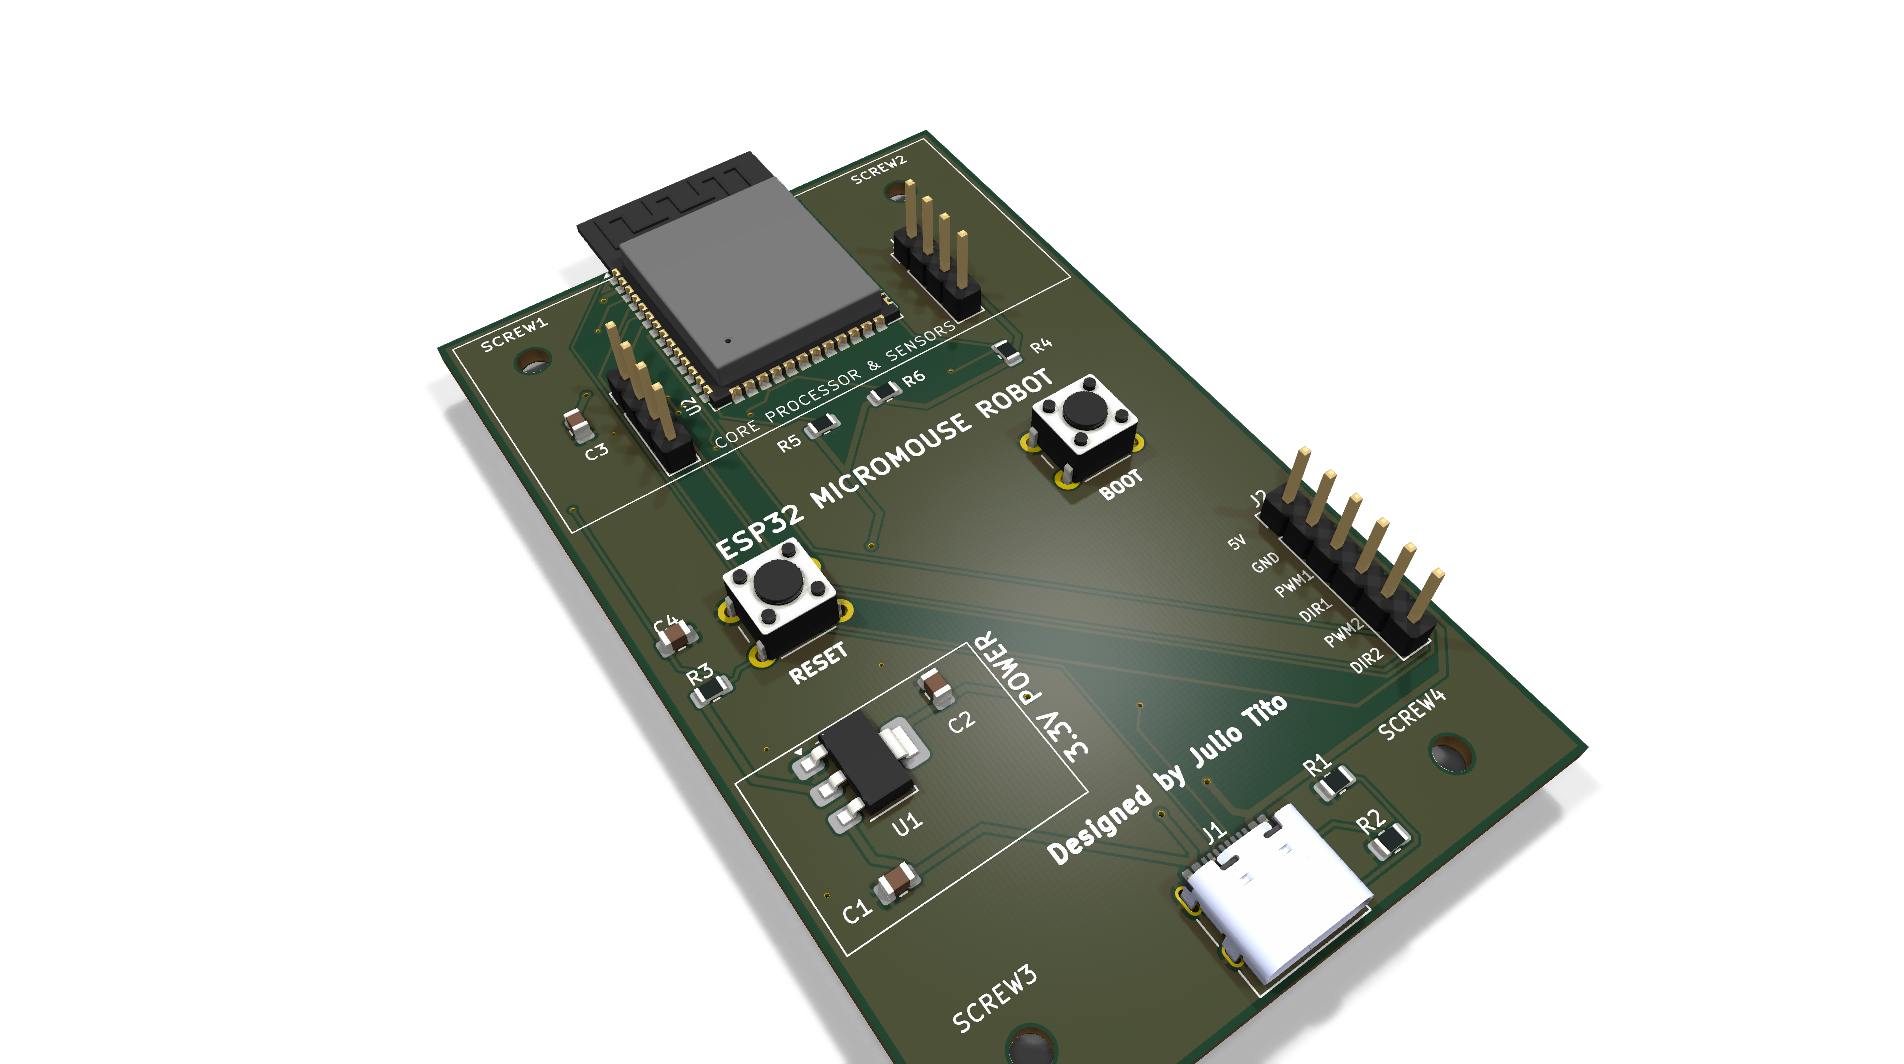 SCREW2
SCREW1
U2
CORE PROCESSOR & SENSORS
R4
R6
R5
C3
ESP32 MICROMOUSE ROBOT
BOOT
J2
5V
GND
PWM1
DIR1
PWM2
DIR2
C4
R3
RESET
3.3V POWER
C2
U1
C1
Designed by Julio Tito
SCREW4
R1
R2
J1
SCREW3